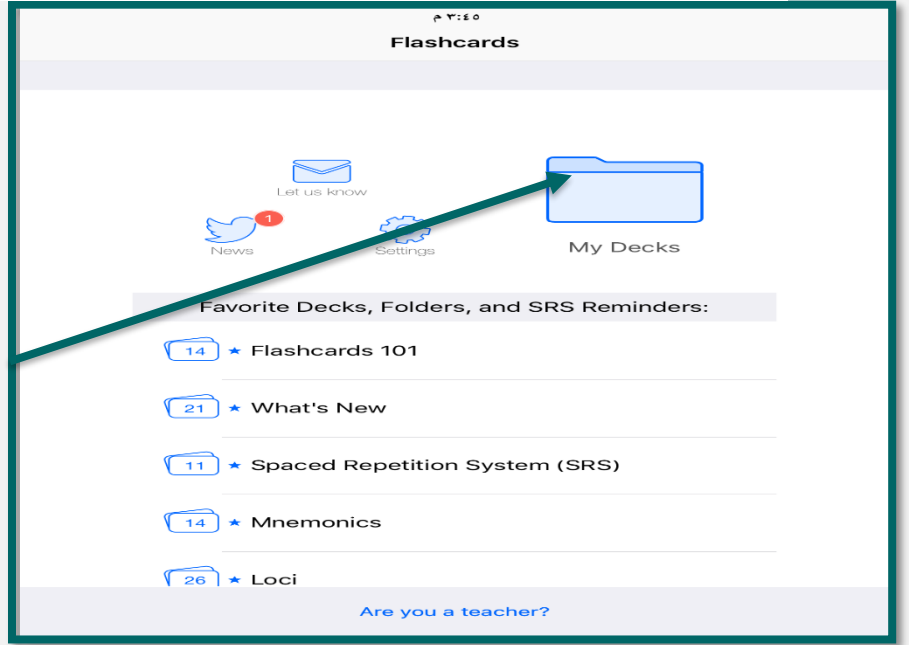 ٣:٤٥ م
Flashcards
Let us know
1
News
Settings
My Decks
Favorite Decks, Folders, and SRS Reminders:
14 ★ Flashcards 101
21 ★ What's New
11 ★ Spaced Repetition System (SRS)
14 ★ Mnemonics
26 ★ Loci
Are you a teacher?